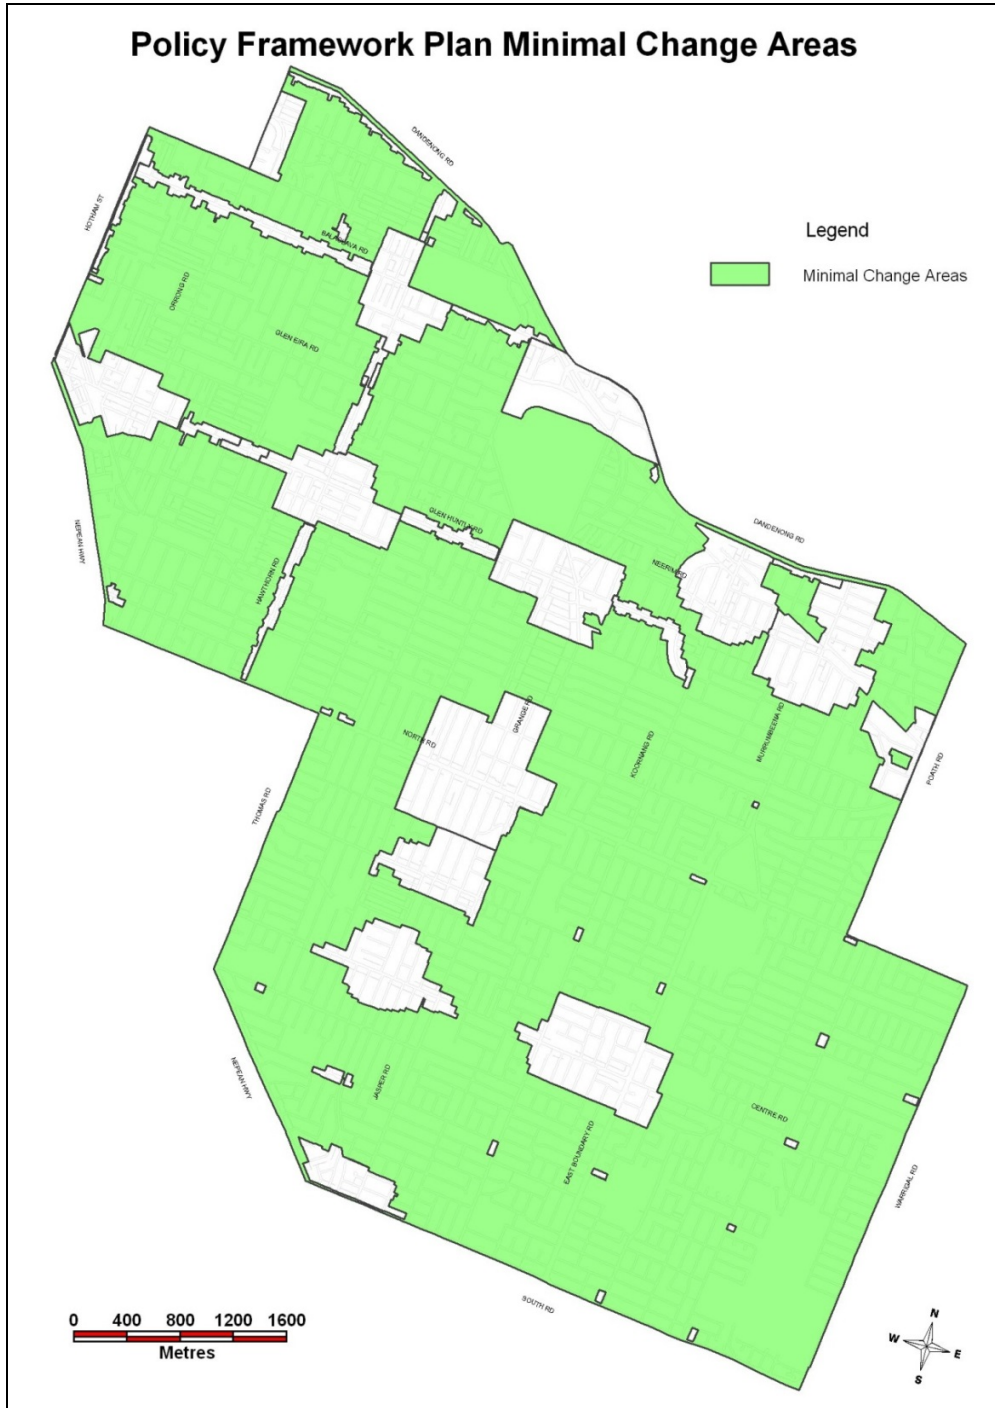 Policy Framework Plan Minimal Change Areas
DANDENONG RD
HOTHAM ST
BALACLAVA RD
Legend
Minimal Change Areas
ORRONG RD
GLEN EIRA RD
GLEN HUNTLY RD
DANDENONG RD
NEPEAN HWY
HAWTHORN RD
NEERIM RD
GRANGE RD
MURRUMBEENA RD
NORTH RD
KOORNANG RD
POATH RD
THOMAS RD
NEPEAN HWY
JASPER RD
CENTRE RD
EAST BOUNDARY RD
WARRIGAL RD
SOUTH RD
0 400 800 1200 1600
Metres
N
W
E
S